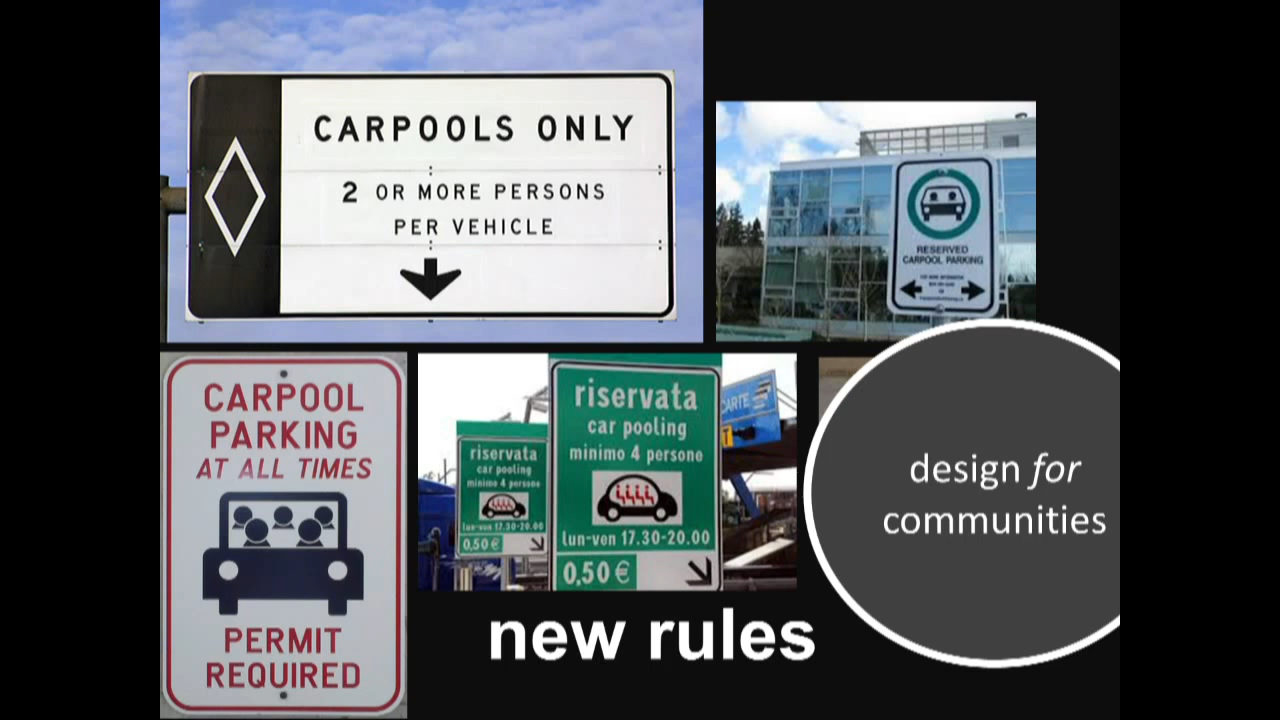 CARPOOLS ONLY
2 OR MORE PERSONS
PER VEHICLE
RESERVED
CARPOOL PARKING
CARPOOL
PARKING
AT ALL TIMES
PERMIT
REQUIRED
riservata
car pooling
minimo 4 persone
lun-ven 17.30-20.00
0,50 €
riservata
car pooling
minimo 4 persone
lun-ven 17.30-20.00
0,50 €
CARTE
design for
communities
new rules